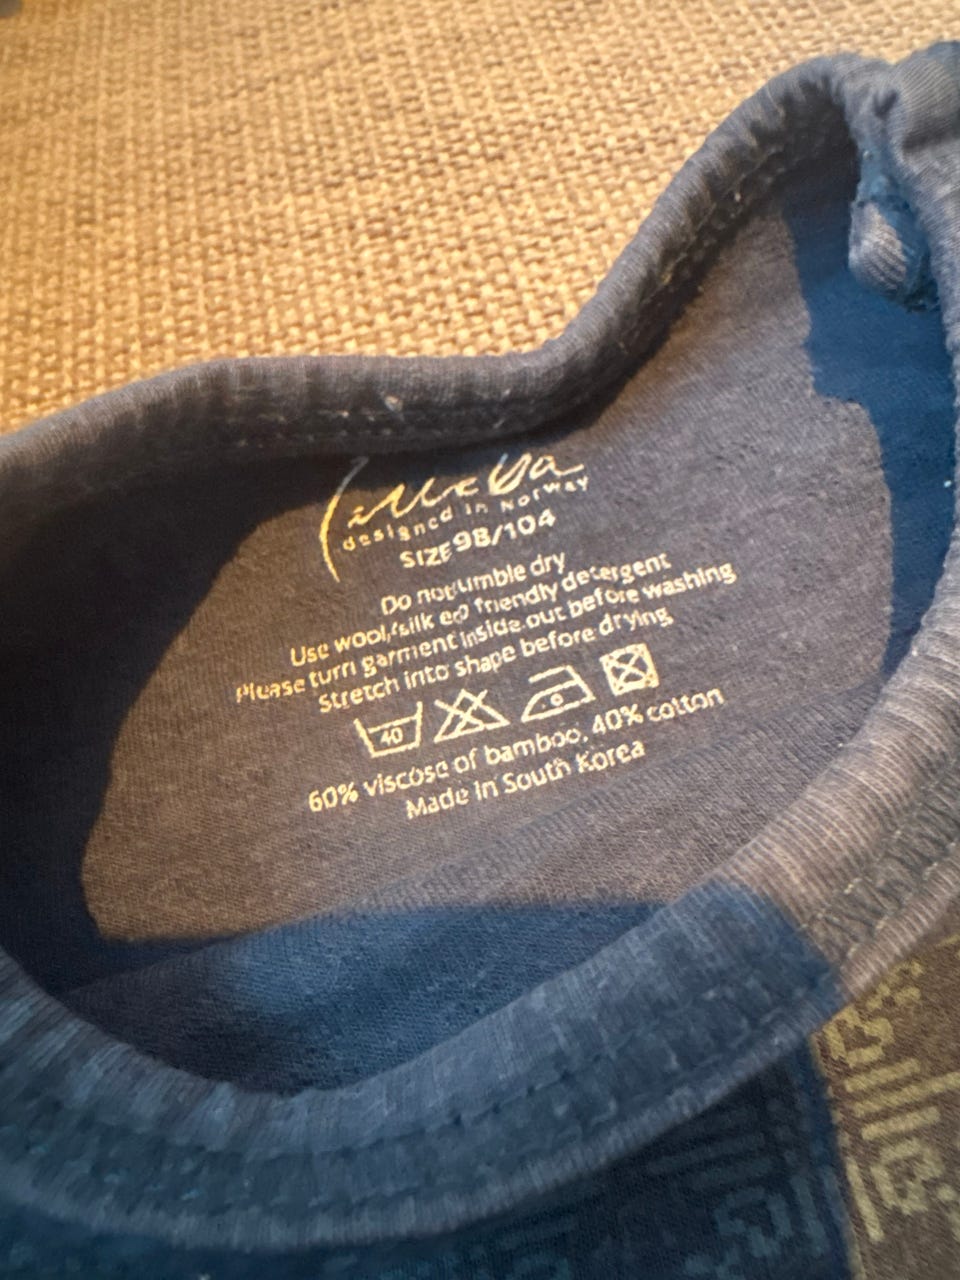 designed in Norway
SIZE 98/104
Do not tumble dry
Use wool/silk eco friendly detergent
Please turn garment inside out before washing
Stretch into shape before drying
40
60% viscose of bamboo, 40% cotton
Made in South Korea